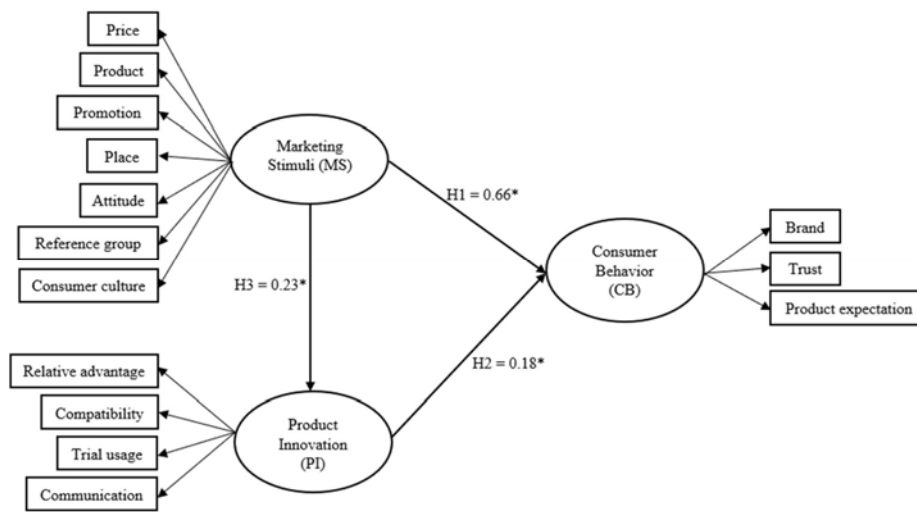 Price
Product
Promotion
Place
Attitude
Reference group
Consumer culture
Marketing
Stimuli (MS)
H1 = 0.66*
H3 = 0.23*
Consumer
Behavior
(CB)
Brand
Trust
Product expectation
H2 = 0.18*
Relative advantage
Compatibility
Trial usage
Communication
Product
Innovation
(PI)